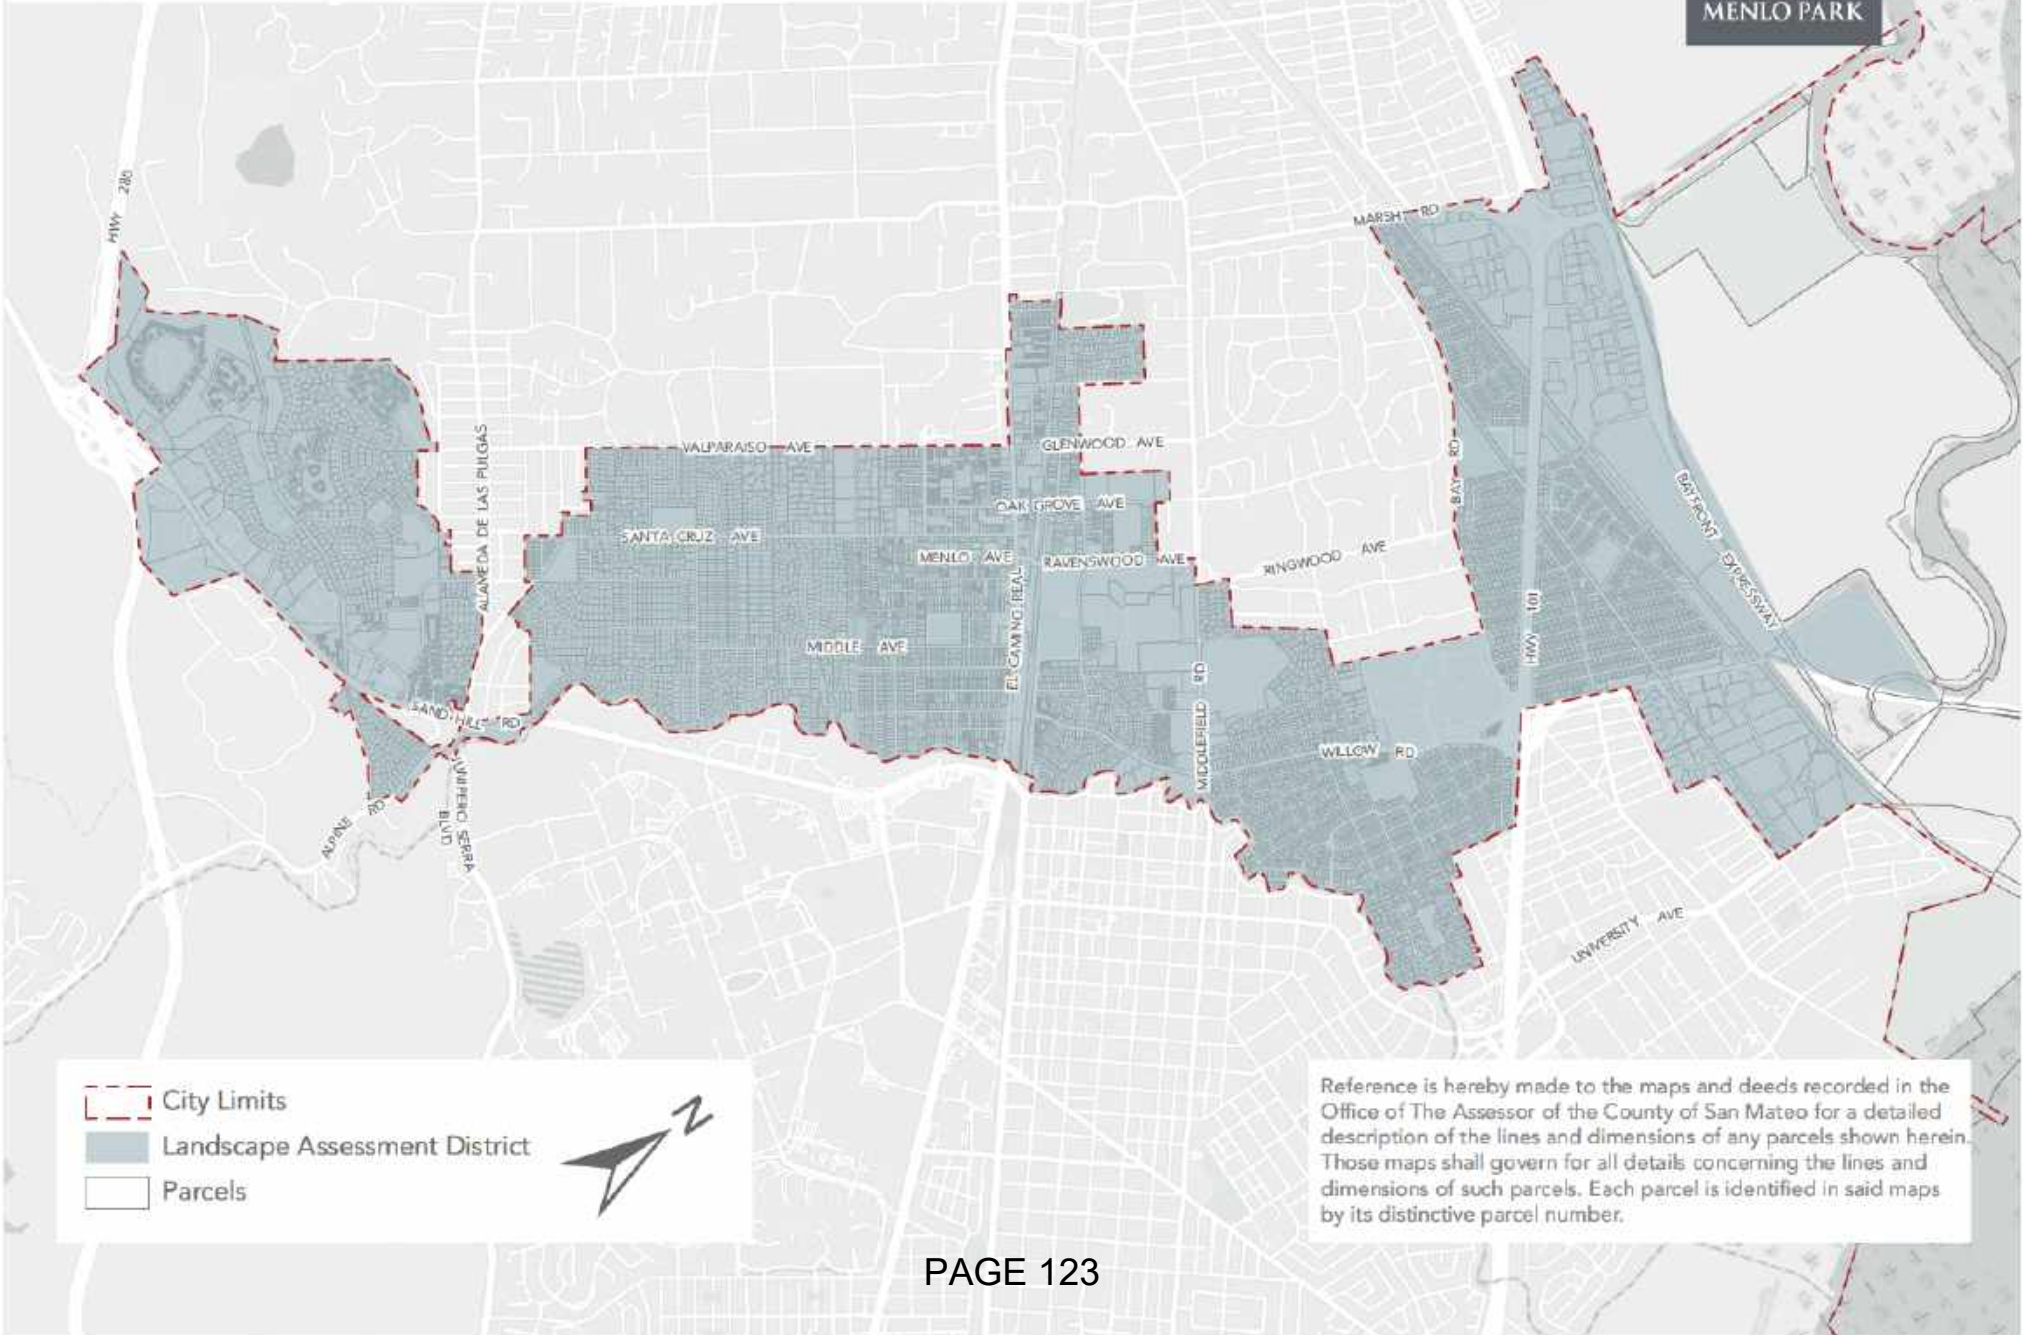 MENLO PARK
HWY 280
MARSH RD
ALAMEDA DE LAS PULGAS
VALPARAISO AVE
GLENWOOD AVE
BAY RD
BAYFRONT EXPRESSWAY
OAK GROVE AVE
SANTA CRUZ AVE
MENLO AVE
RAVENSWOOD AVE
RINGWOOD AVE
HWY 101
EL CAMINO REAL
MIDDLE AVE
MIDDLEFIELD RD
SAND HILL RD
WILLOW RD
ALPINE RD
JUNIPERO SERRA
BLVD
UNIVERSITY AVE
City Limits
Landscape Assessment District
Parcels
N
Reference is hereby made to the maps and deeds recorded in the
Office of The Assessor of the County of San Mateo for a detailed
description of the lines and dimensions of any parcels shown herein.
Those maps shall govern for all details concerning the lines and
dimensions of such parcels. Each parcel is identified in said maps
by its distinctive parcel number.
PAGE 123